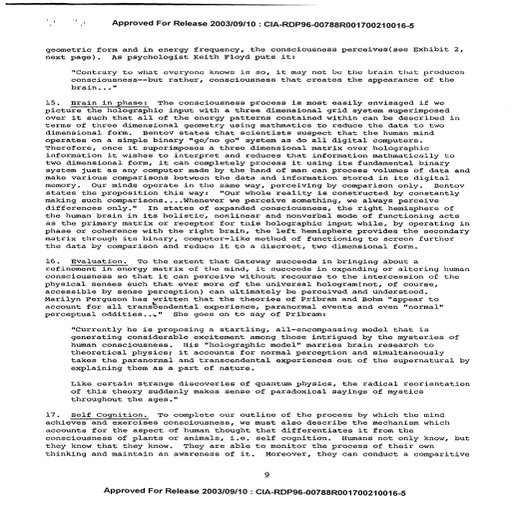 Approved For Release 2003/09/10 : CIA-RDP96-00788R001700210016-5
geometric form and in energy frequency, the consciousness perceives(see Exhibit 2,
next page). As psychologist Keith Floyd puts it:
"Contrary to what everyone knows is so, it may not be the brain that produces
consciousness--but rather, consciousness that creates the appearance of the
brain..."
15. Brain in phase: The consciousness process is most easily envisaged if we
picture the holographic input with a three dimensional grid system superimposed
over it such that all of the energy patterns contained within can be described in
terms of three dimensional geometry using mathematics to reduce the data to two
dimensional form. Bentov states that scientists suspect that the human mind
operates on a simple binary "go/no go" system as do all digital computers.
Therefore, once it superimposes a three dimensional matrix over holographic
information it wishes to interpret and reduces that information mathematically to
two dimensional form, it can completely process it using its fundamental binary
system just as any computer made by the hand of man can process volumes of data and
make various comparisons between the data and information stored in its digital
memory. Our minds operate in the same way, perceiving by comparison only. Bentov
states the proposition this way: "Our whole reality is constructed by constantly
making such comparisons....Whenever we perceive something, we always perceive
differences only." In states of expanded consciousness, the right hemisphere of
the human brain in its holistic, nonlinear and nonverbal mode of functioning acts
as the primary matrix or receptor for this holographic input while, by operating in
phase or coherence with the right brain, the left hemisphere provides the secondary
matrix through its binary, computer-like method of functioning to screen further
the data by comparison and reduce it to a discreet, two dimensional form.
16. Evaluation. To the extent that Gateway succeeds in bringing about a
refinement in energy matrix of the mind, it succeeds in expanding or altering human
consciousness so that it can perceive without recourse to the intercession of the
physical senses such that ever more of the universal hologram(not, of course,
accessible by sense perception) can ultimately be perceived and understood.
Marilyn Ferguson has written that the theories of Pribram and Bohm "appear to
account for all transcendental experience, paranormal events and even "normal"
perceptual oddities..." She goes on to say of Pribram:
"Currently he is proposing a startling, all-encompassing model that is
generating considerable excitement among those intrigued by the mysteries of
human consciousness. His "holographic model" marries brain research to
theoretical physics; it accounts for normal perception and simultaneously
takes the paranormal and transcendental experiences out of the supernatural by
explaining them as a part of nature.
Like certain strange discoveries of quantum physics, the radical reorientation
of this theory suddenly makes sense of paradoxical sayings of mystics
throughout the ages."
17. Self Cognition. To complete our outline of the process by which the mind
achieves and exercises consciousness, we must also describe the mechanism which
accounts for the aspect of human thought that differentiates it from the
consciousness of plants or animals, i.e. self cognition. Humans not only know, but
they know that they know. They are able to monitor the process of their own
thinking and maintain an awareness of it. Moreover, they can conduct a comparitive
9
Approved For Release 2003/09/10 : CIA-RDP96-00788R001700210016-5